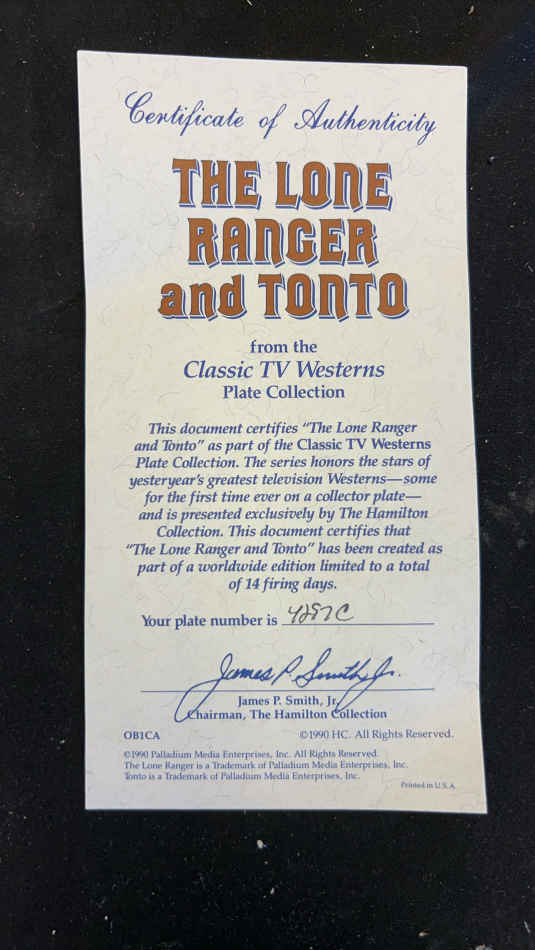 Certificate of Authenticity
THE LONE
RANGER
and TONTO
from the
Classic TV Westerns
Plate Collection
This document certifies “The Lone Ranger
and Tonto” as part of the Classic TV Westerns
Plate Collection. The series honors the stars of
yesteryear’s greatest television Westerns—some
for the first time ever on a collector plate—
and is presented exclusively by The Hamilton
Collection. This document certifies that
“The Lone Ranger and Tonto” has been created as
part of a worldwide edition limited to a total
of 14 firing days.
Your plate number is 4297C
James P. Smith, Jr.
James P. Smith, Jr.
Chairman, The Hamilton Collection
OB1CA ©1990 HC. All Rights Reserved.
©1990 Palladium Media Enterprises, Inc. All Rights Reserved.
The Lone Ranger is a Trademark of Palladium Media Enterprises, Inc.
Tonto is a Trademark of Palladium Media Enterprises, Inc.
Printed in U.S.A.